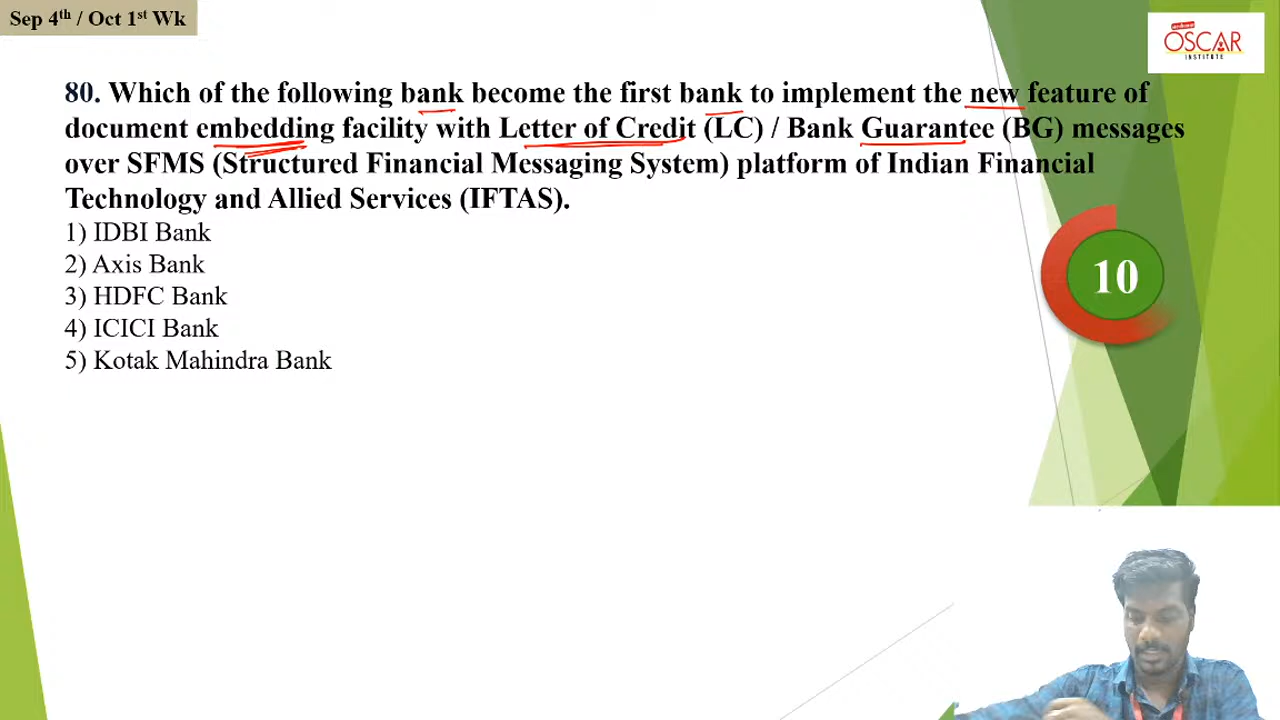 Sep 4th / Oct 1st Wk
OSCAR
INSTITUTE
80. Which of the following bank become the first bank to implement the new feature of
document embedding facility with Letter of Credit (LC) / Bank Guarantee (BG) messages
over SFMS (Structured Financial Messaging System) platform of Indian Financial
Technology and Allied Services (IFTAS).
1) IDBI Bank
2) Axis Bank
3) HDFC Bank
4) ICICI Bank
5) Kotak Mahindra Bank
10